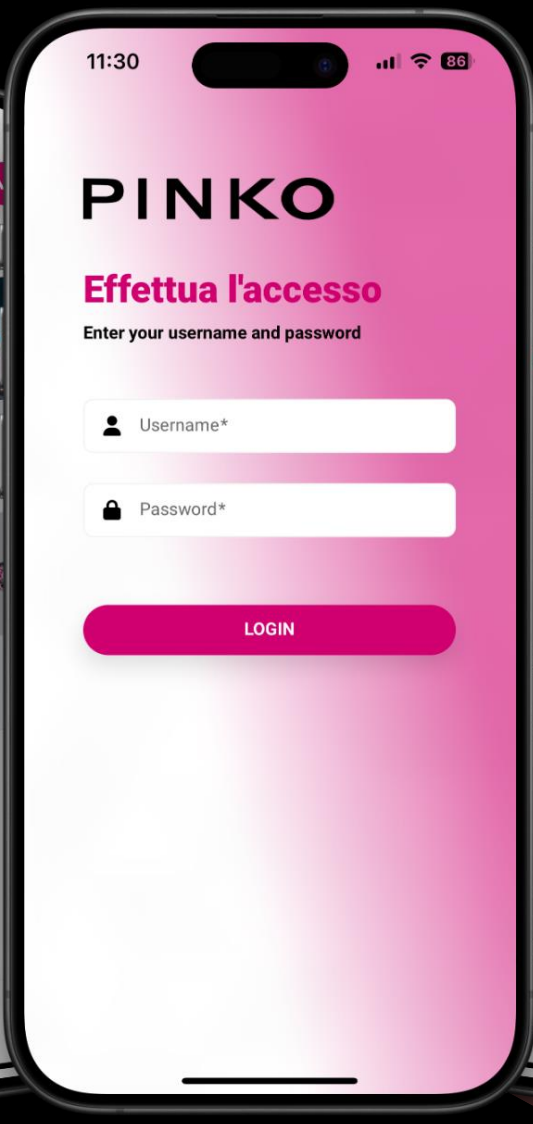 11:30
86
PINKO
Effettua l'accesso
Enter your username and password
Username*
Password*
LOGIN